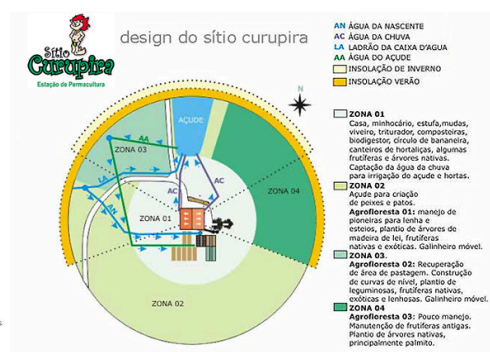 Sítio
Curupira
Estação de Permacultura
design do sítio curupira
AN ÁGUA DA NASCENTE
AC ÁGUA DA CHUVA
LA LADRÃO DA CAIXA D'AGUA
AA ÁGUA DO AÇUDE
INSOLAÇÃO DE INVERNO
INSOLAÇÃO VERÃO
N
AÇUDE
AA
ZONA 03
AC
AC
LA
AN
ZONA 04
ZONA 01
ZONA 02
ZONA 01
Casa, minhocário, estufa,mudas,
viveiro, triturador, composteiras,
biodigestor, círculo de bananeira,
canteiros de hortaliças, algumas
frutíferas e árvores nativas.
Captação da água da chuva
para irrigação do açude e hortas.
ZONA 02
Açude para criação
de peixes e patos.
Agrofloresta 01: manejo de
pioneiras para lenha e
esteios, plantio de árvores
de madeira de lei, frutíferas
nativas e exóticas. Galinheiro móvel.
ZONA 03.
Agrofloresta 02: Recuperação
de área de pastagem. Construção
de curvas de nível, plantio de
leguminosas, frutíferas nativas,
exóticas e lenhosas. Galinheiro móvel.
ZONA 04
Agrofloresta 03: Pouco manejo.
Manutenção de frutíferas antigas.
Plantio de árvores nativas,
principalmente palmito.